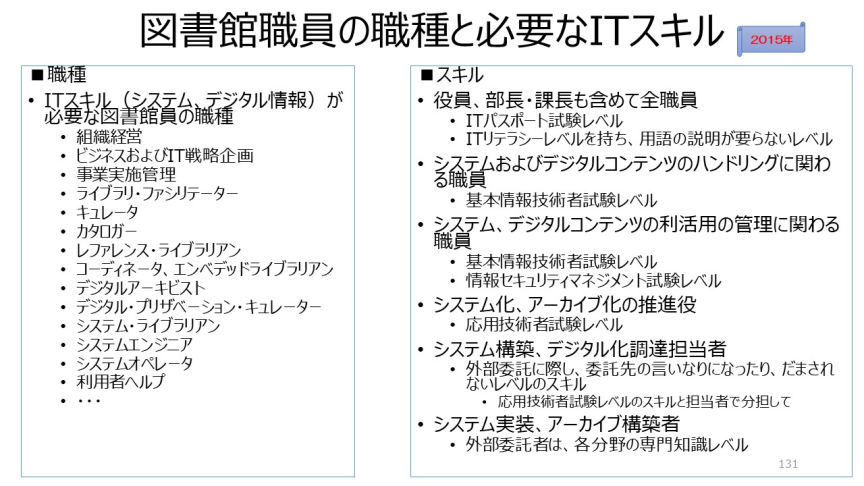 図書館職員の職種と必要なITスキル
2015年
■職種
• ITスキル（システム、デジタル情報）が
必要な図書館員の職種
• 組織経営
• ビジネスおよびIT戦略企画
• 事業実施管理
• ライブラリ・ファシリテーター
• キュレータ
• カタロガー
• レファレンス・ライブラリアン
• コーディネータ、エンベデッドライブラリアン
• デジタルアーキビスト
• デジタル・プリザベーション・キュレーター
• システム・ライブラリアン
• システムエンジニア
• システムオペレータ
• 利用者ヘルプ
• ・・・
■スキル
• 役員、部長・課長も含めて全職員
• ITパスポート試験レベル
• ITリテラシーレベルを持ち、用語の説明が要らないレベル
• システムおよびデジタルコンテンツのハンドリングに関わ
る職員
• 基本情報技術者試験レベル
• システム、デジタルコンテンツの利活用の管理に関わる
職員
• 基本情報技術者試験レベル
• 情報セキュリティマネジメント試験レベル
• システム化、アーカイブ化の推進役
• 応用技術者試験レベル
• システム構築、デジタル化調達担当者
• 外部委託に際し、委託先の言いなりになったり、だまされ
ないレベルのスキル
• 応用技術者試験レベルのスキルと担当者で分担して
• システム実装、アーカイブ構築者
• 外部委託者は、各分野の専門知識レベル
131